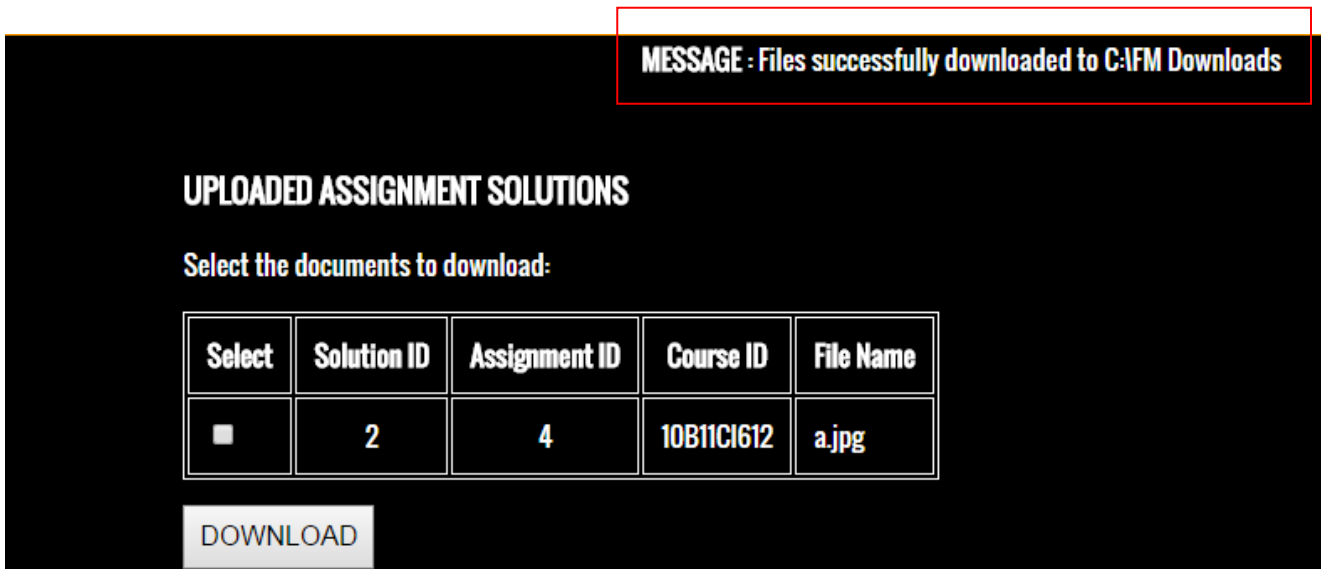 MESSAGE : Files successfully downloaded to C:\FM Downloads
UPLOADED ASSIGNMENT SOLUTIONS
Select the documents to download:
Select Solution ID Assignment ID Course ID File Name
2 4 10B11CI612 a.jpg
DOWNLOAD